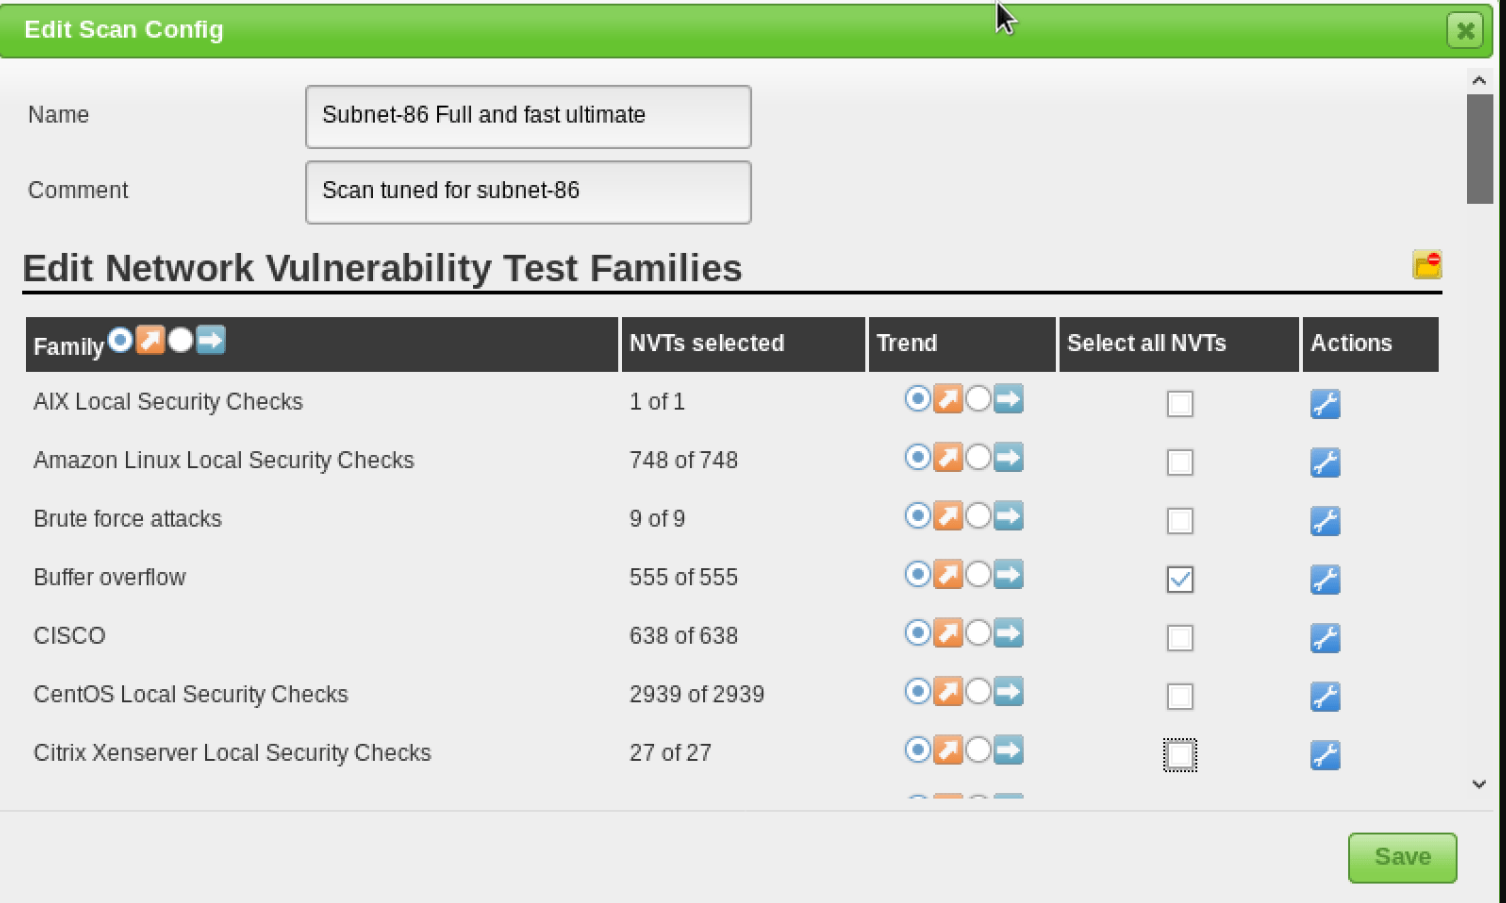 Edit Scan Config
Name Subnet-86 Full and fast ultimate
Comment Scan tuned for subnet-86
Edit Network Vulnerability Test Families
Family NVTs selected Trend Select all NVTs Actions
AIX Local Security Checks 1 of 1
Amazon Linux Local Security Checks 748 of 748
Brute force attacks 9 of 9
Buffer overflow 555 of 555
CISCO 638 of 638
CentOS Local Security Checks 2939 of 2939
Citrix Xenserver Local Security Checks 27 of 27
Save